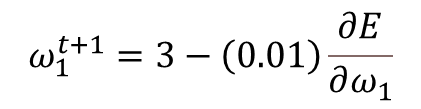 ω₁ᵗ⁺¹ = 3 − (0.01) ∂E/∂ω₁